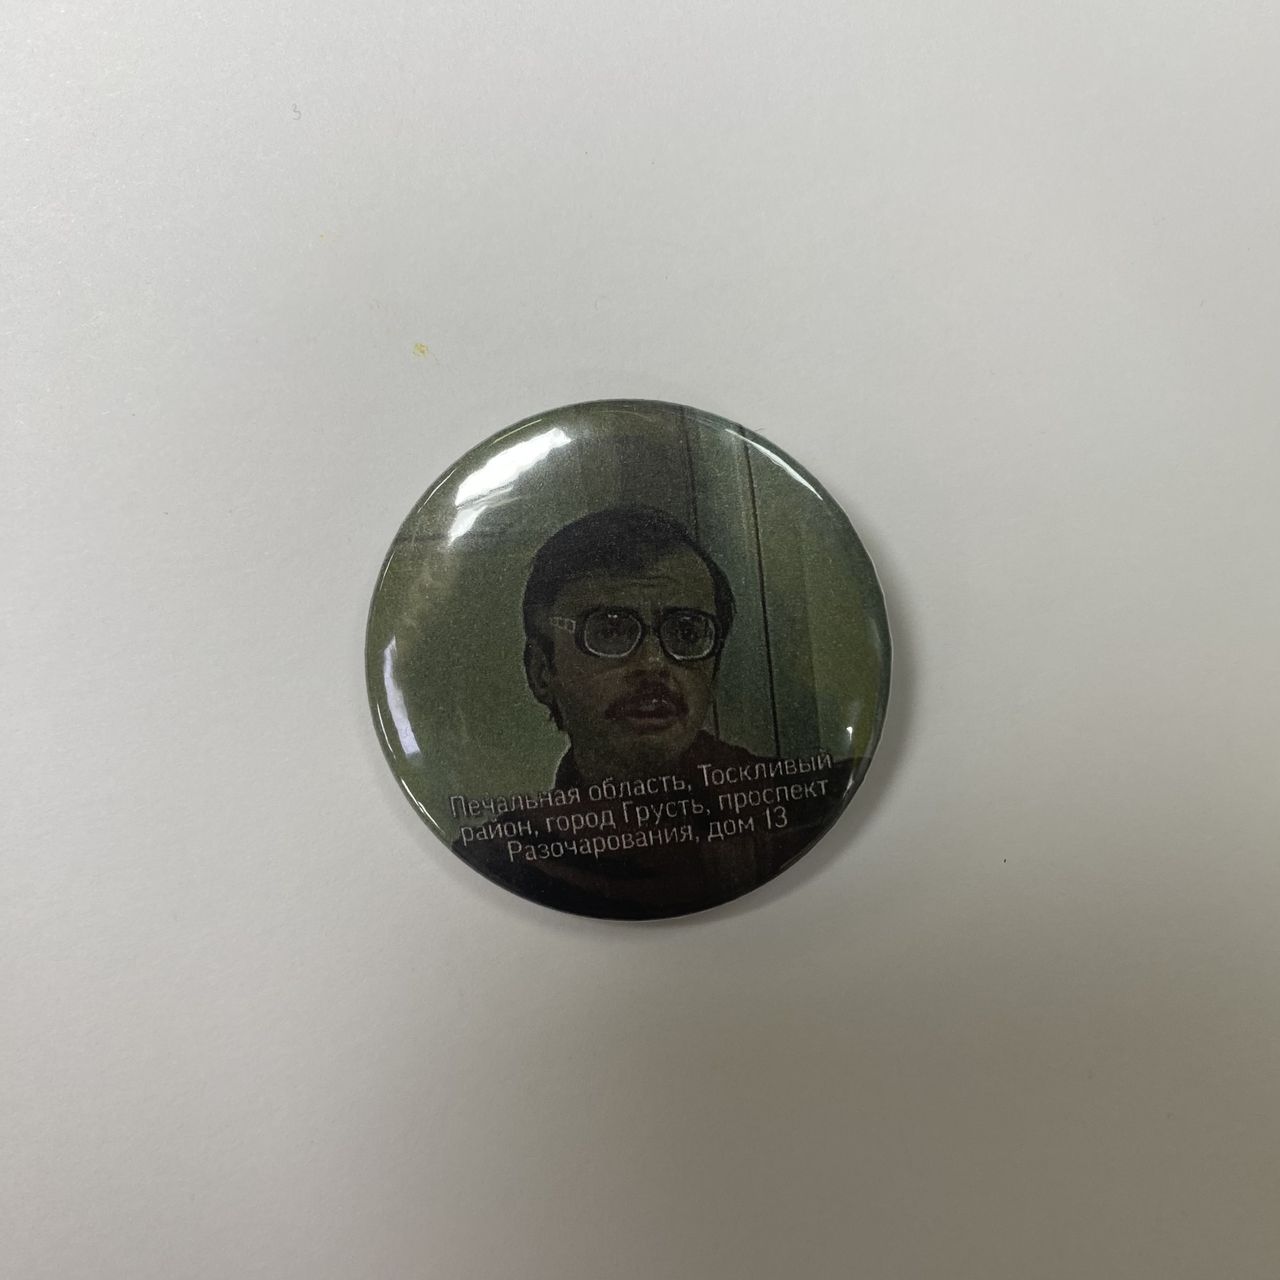 Печальная область, Тоскливый
район, город Грусть, проспект
Разочарования, дом 13